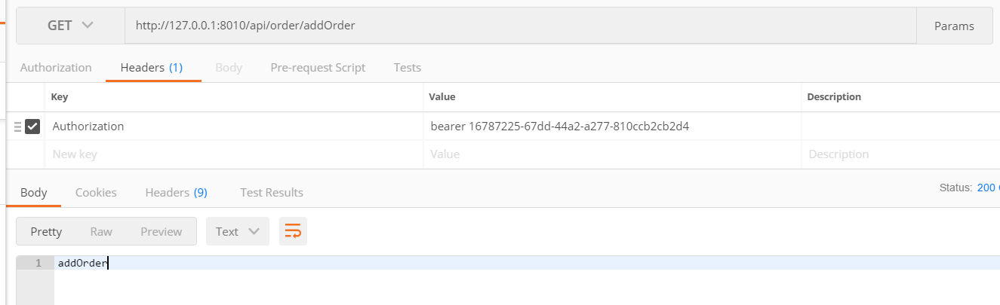 GET http://127.0.0.1:8010/api/order/addOrder Params
Authorization Headers (1) Body Pre-request Script Tests
Key Value Description
Authorization bearer 16787225-67dd-44a2-a277-810ccb2cb2d4
New key Value Description
Body Cookies Headers (9) Test Results Status: 200
Pretty Raw Preview Text
1 addOrder